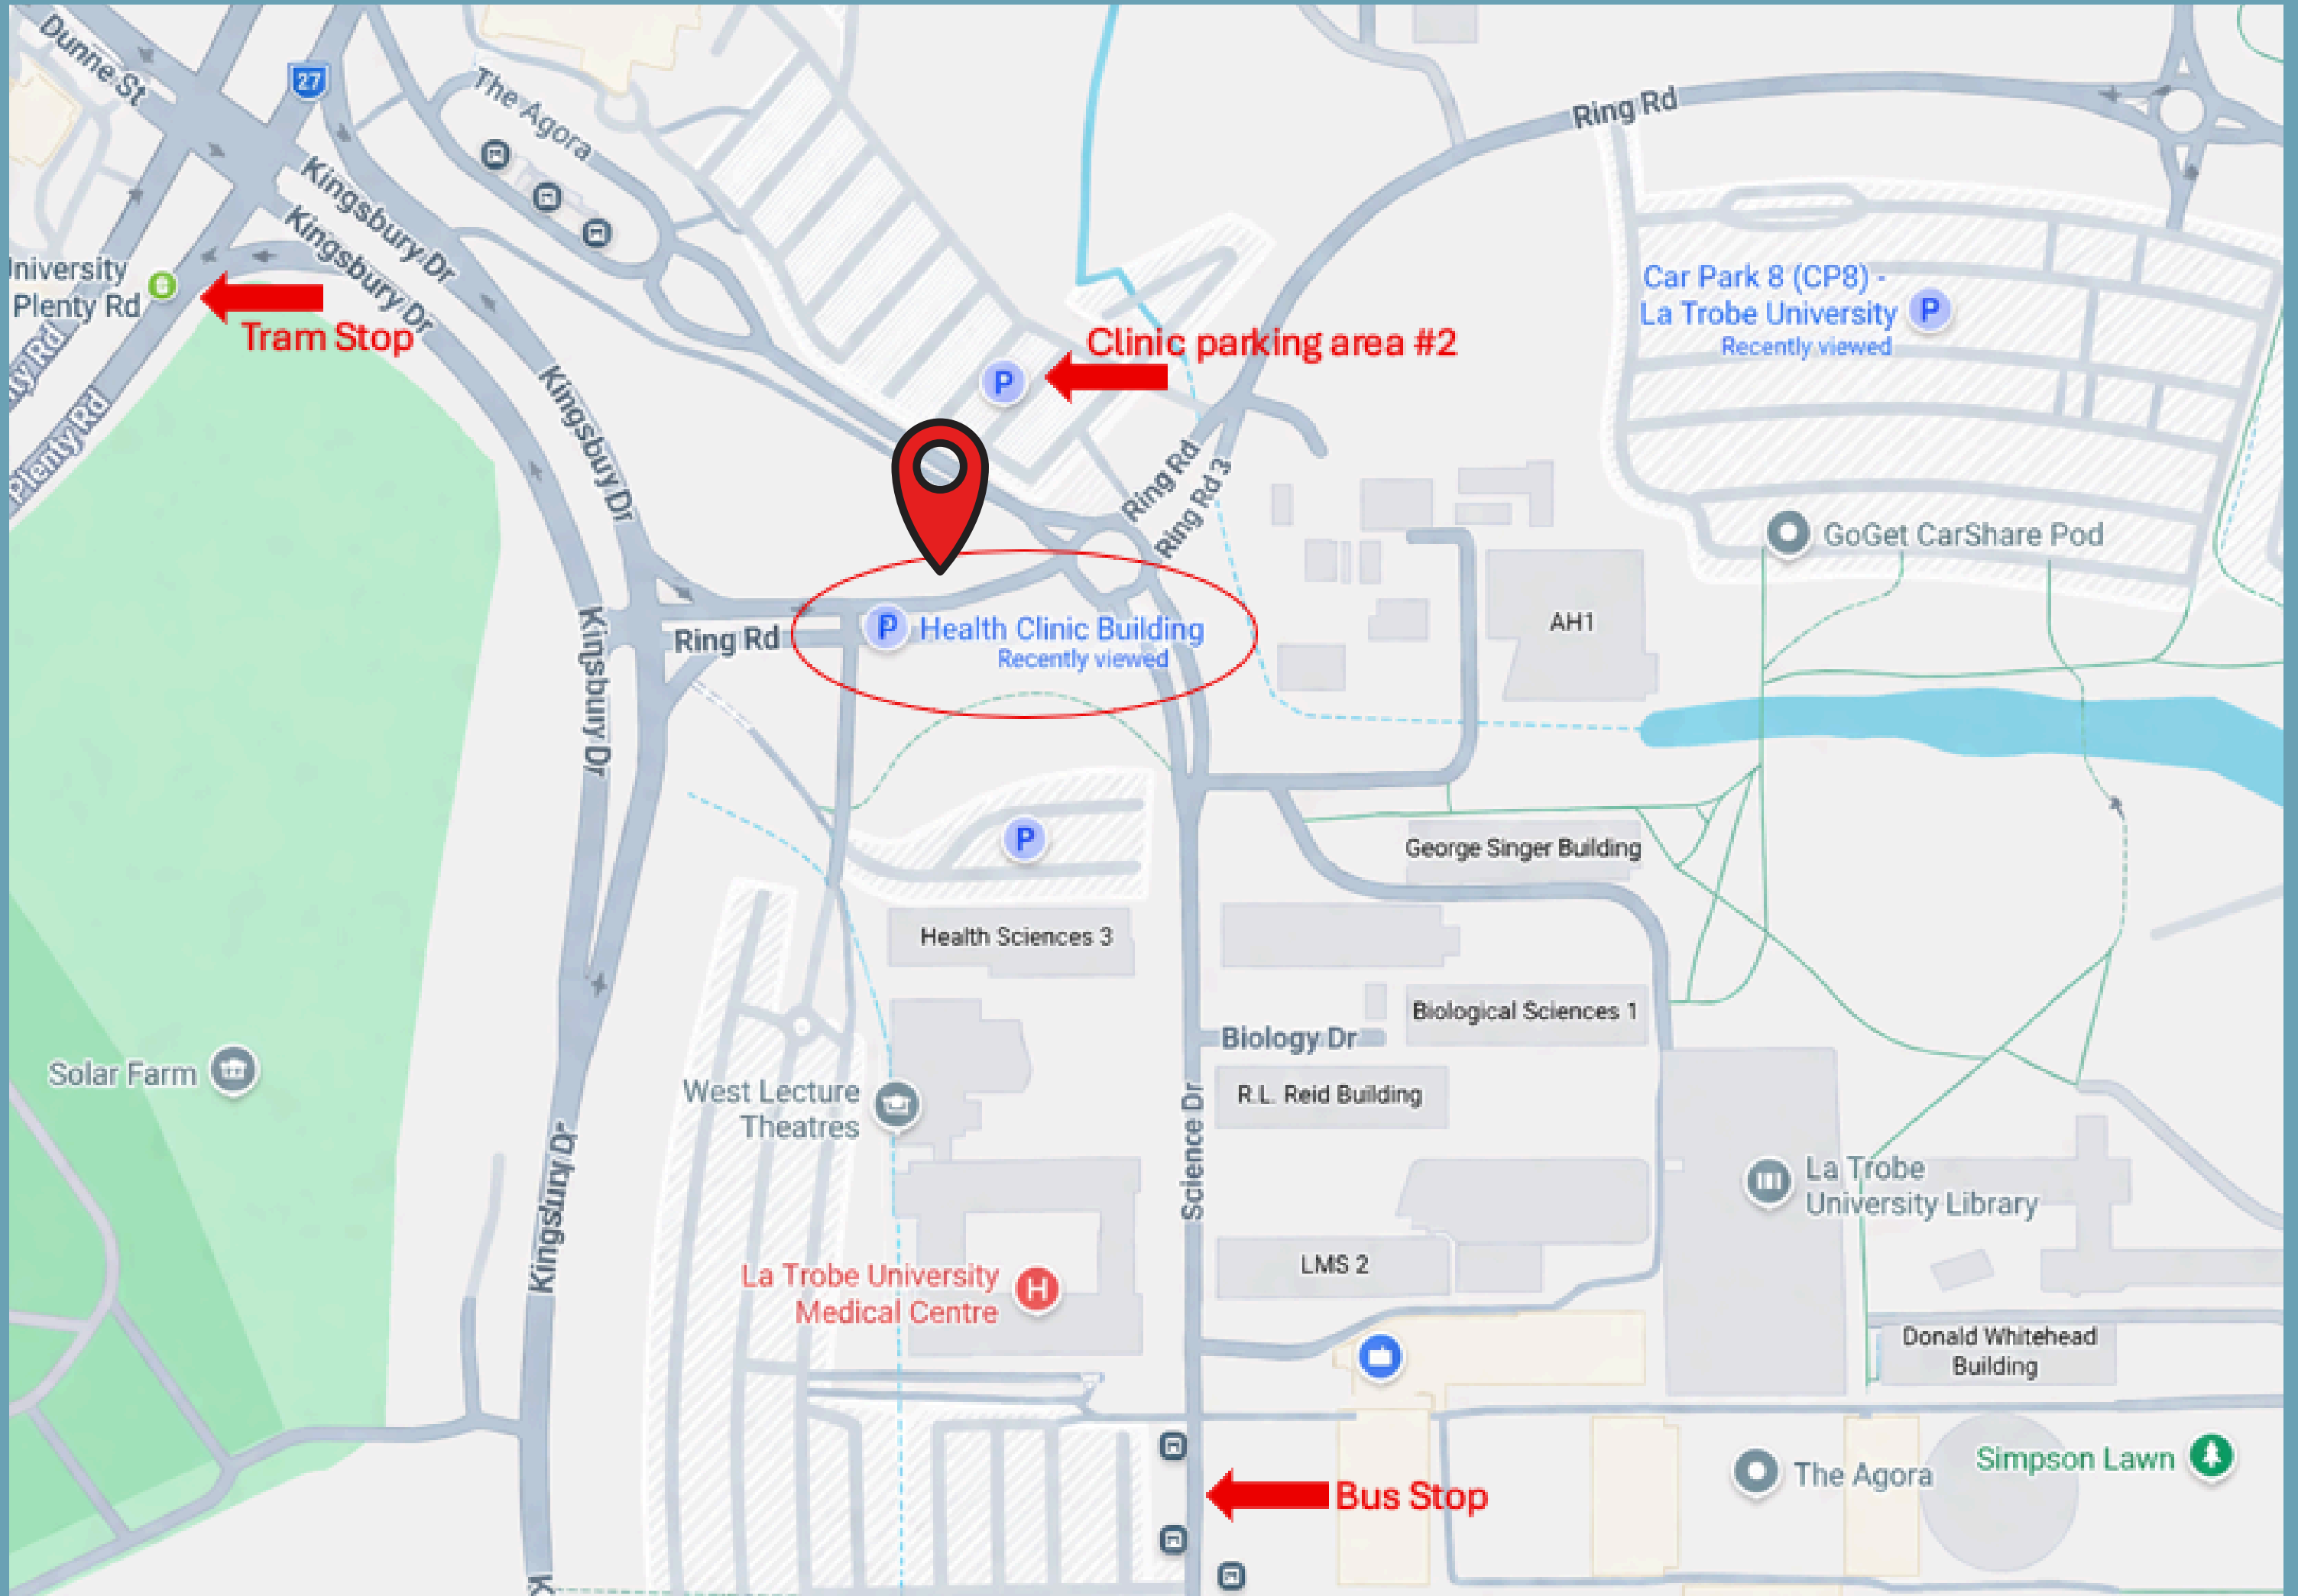 Dunne St
27
The Agora
Kingsbury Dr
Kingsbury Dr
Ring Rd
niversity
Plenty Rd
Tram Stop
Car Park 8 (CP8) -
La Trobe University
P
Recently viewed
Clinic parking area #2
P
Plenty Rd
ty Rd
Kingsbury Dr
Ring Rd
Ring Rd 3
GoGet CarShare Pod
P
Health Clinic Building
Recently viewed
Ring Rd
AH1
Kingsbury Dr
P
George Singer Building
Health Sciences 3
Biological Sciences 1
Biology Dr
Solar Farm
West Lecture
Theatres
R.L. Reid Building
Science Dr
Kingsbury Dr
La Trobe
University Library
LMS 2
La Trobe University
Medical Centre
H
Donald Whitehead
Building
The Agora
Simpson Lawn
Bus Stop
K